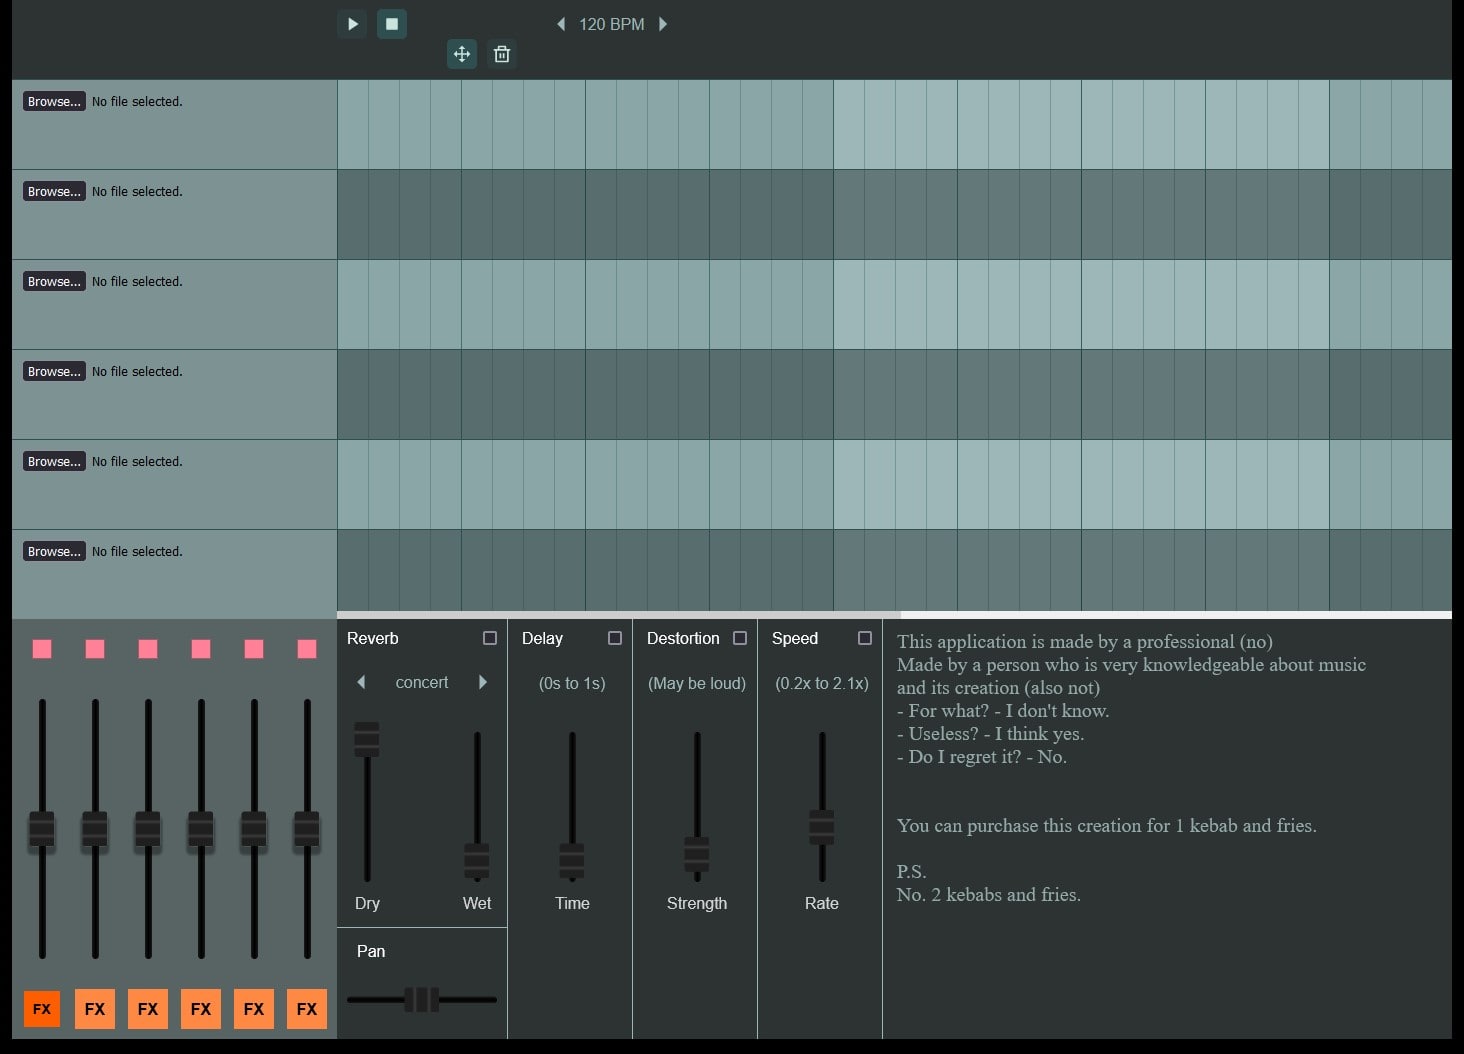 120 BPM
Browse... No file selected.
Browse... No file selected.
Browse... No file selected.
Browse... No file selected.
Browse... No file selected.
Browse... No file selected.
Reverb
concert
Dry Wet
Pan
Delay
(0s to 1s)
Time
Destortion
(May be loud)
Strength
Speed
(0.2x to 2.1x)
Rate
This application is made by a professional (no)
Made by a person who is very knowledgeable about music
and its creation (also not)
- For what? - I don't know.
- Useless? - I think yes.
- Do I regret it? - No.
You can purchase this creation for 1 kebab and fries.
P.S.
No. 2 kebabs and fries.
FX FX FX FX FX FX